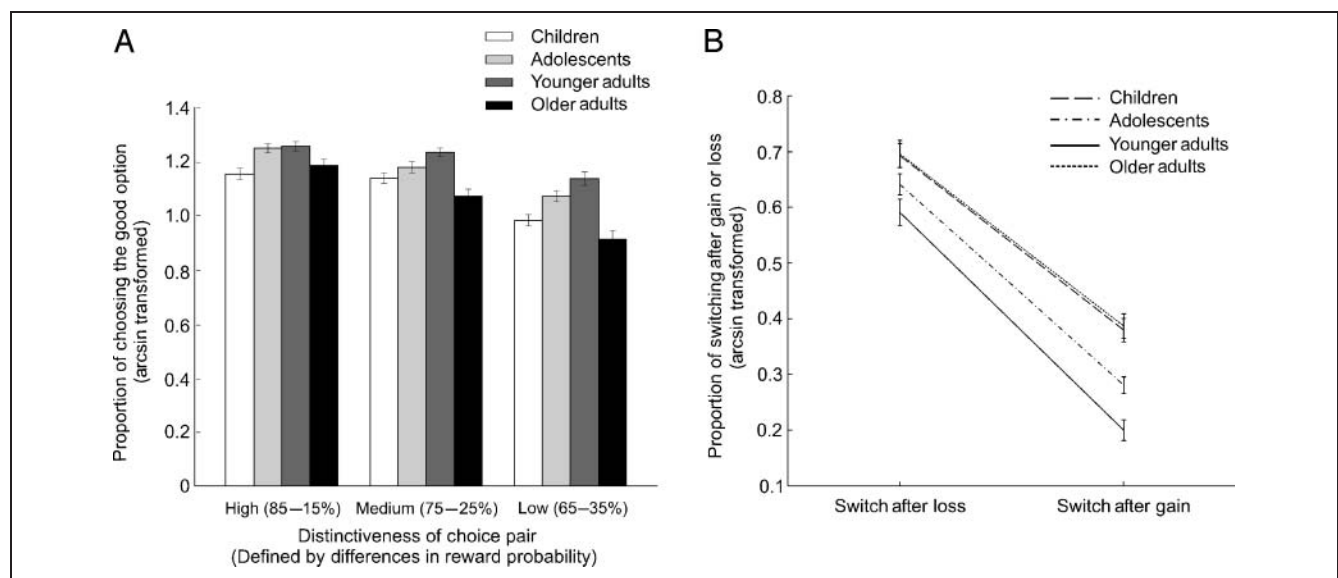 A
Children
Adolescents
Younger adults
Older adults
Proportion of choosing the good option
(arcsin transformed)
1.4
1.2
1.0
0.8
1.6
0.4
0.2
0
High (85—15%) Medium (75—25%) Low (65—35%)
Distinctiveness of choice pair
(Defined by differences in reward probability)
B
Children
Adolescents
Younger adults
Older adults
Proportion of switching after gain or loss
(arcsin transformed)
0.8
0.7
0.6
0.5
0.4
0.3
0.2
0.1
Switch after loss Switch after gain